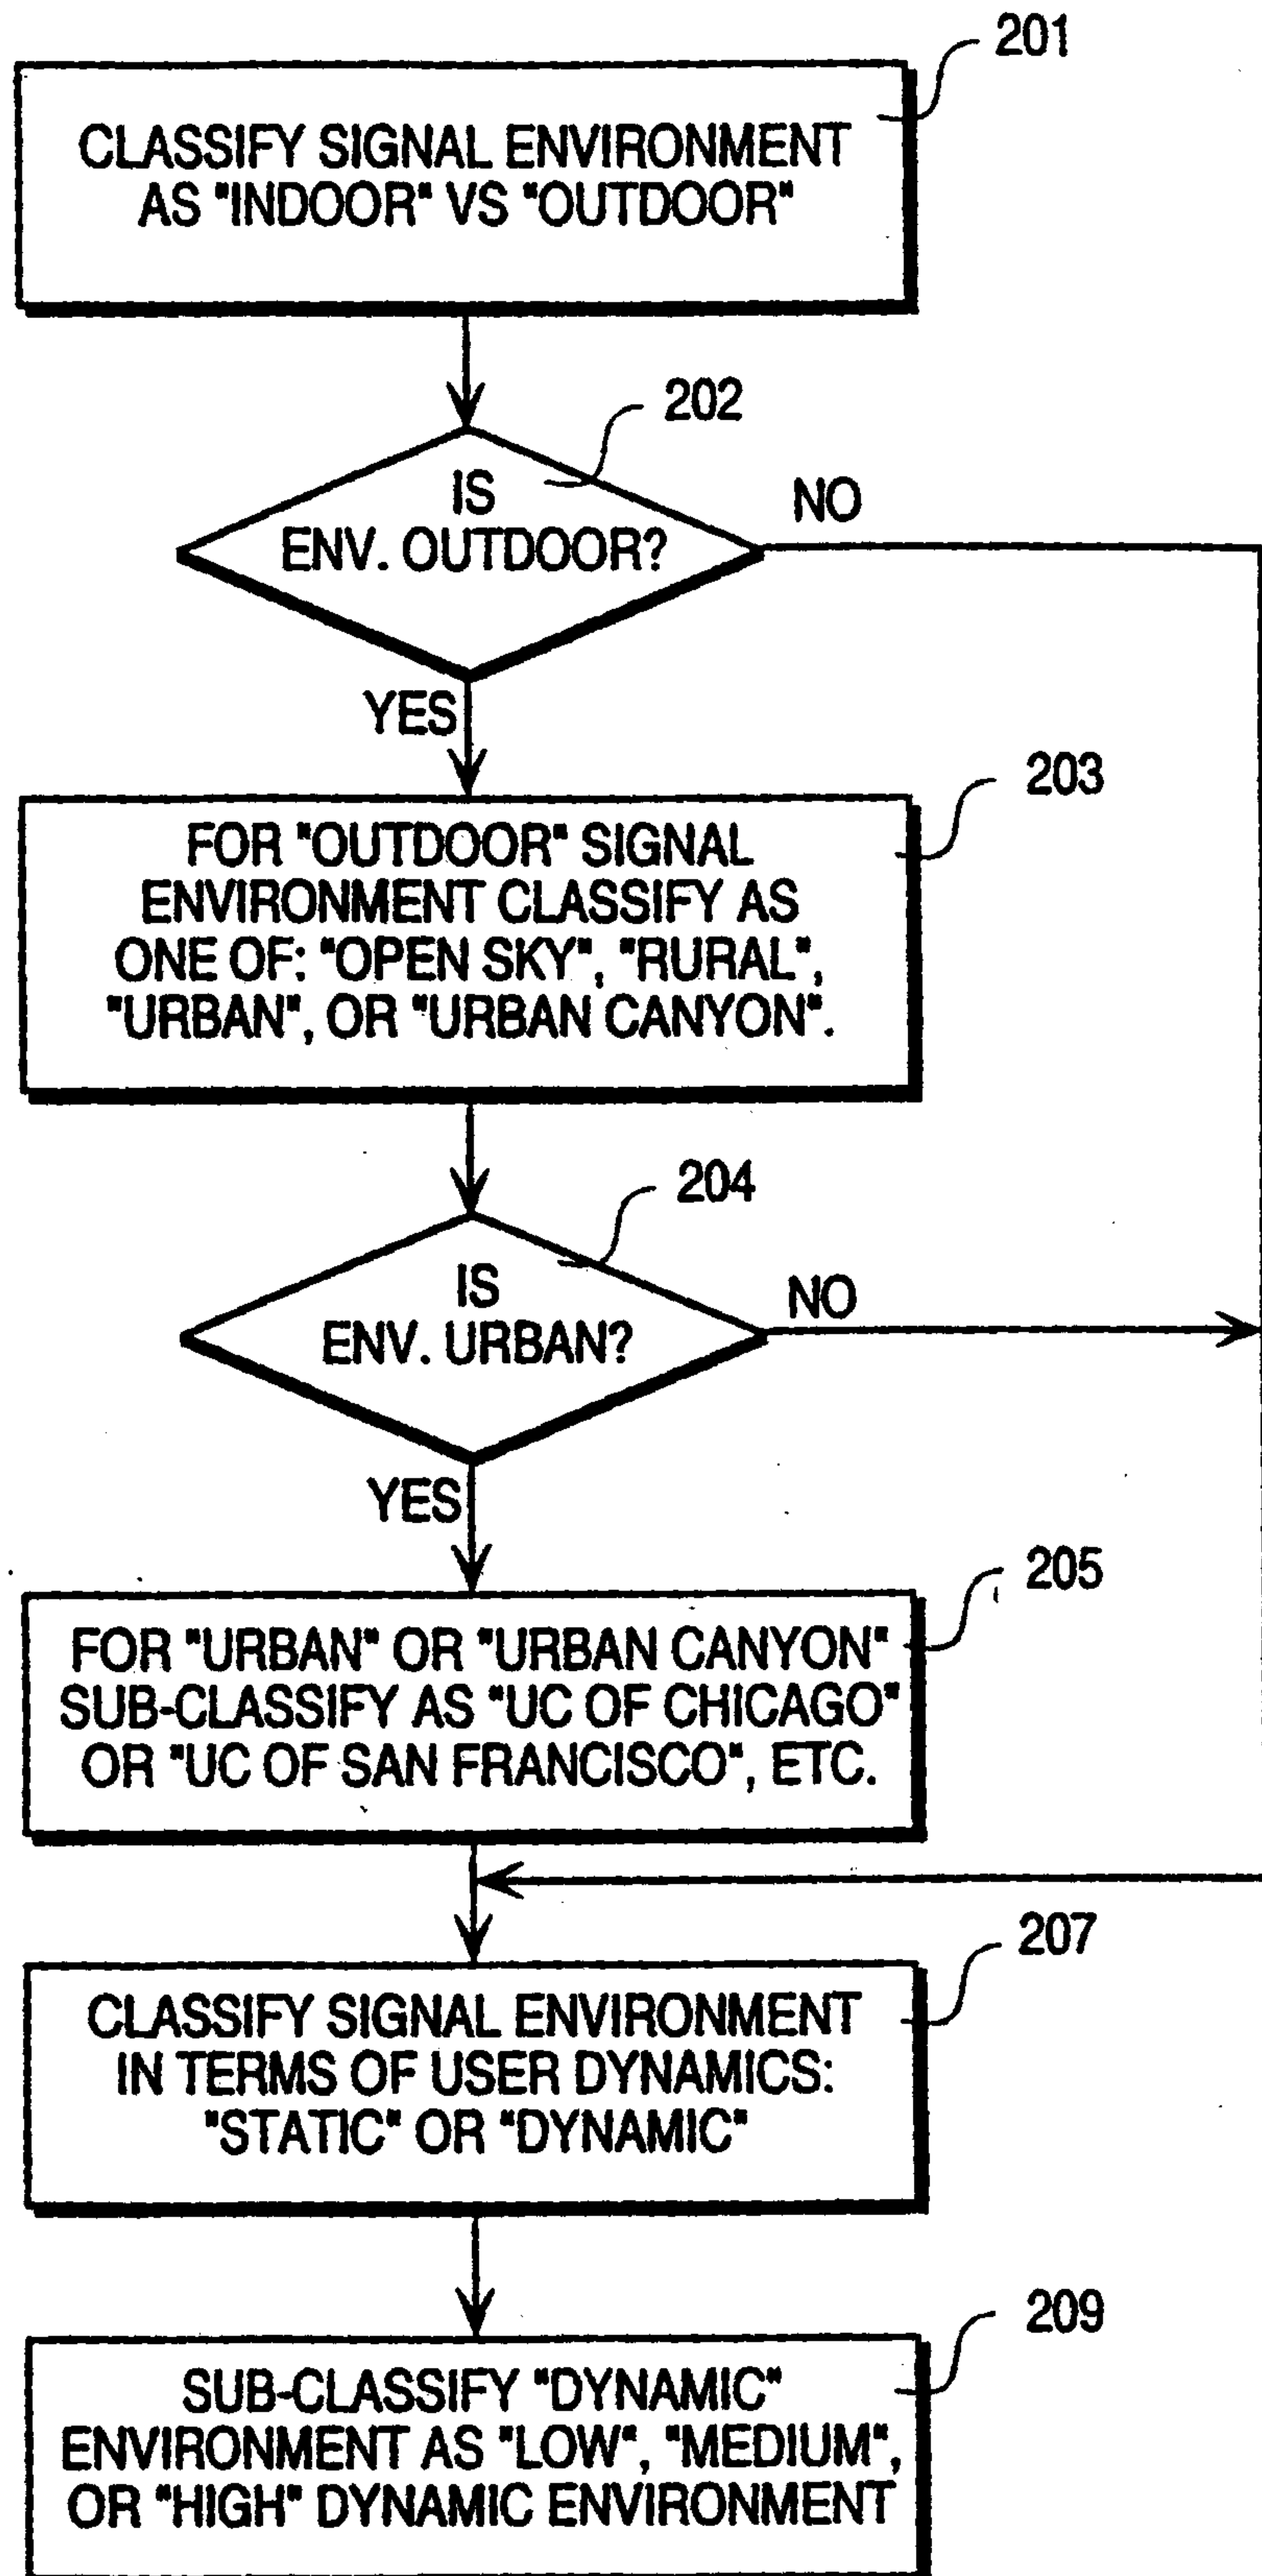 201
CLASSIFY SIGNAL ENVIRONMENT
AS "INDOOR" VS "OUTDOOR"
202
IS
ENV. OUTDOOR?
NO
YES
203
FOR "OUTDOOR" SIGNAL
ENVIRONMENT CLASSIFY AS
ONE OF: "OPEN SKY", "RURAL",
"URBAN", OR "URBAN CANYON".
204
IS
ENV. URBAN?
NO
YES
205
FOR "URBAN" OR "URBAN CANYON"
SUB-CLASSIFY AS "UC OF CHICAGO"
OR "UC OF SAN FRANCISCO", ETC.
207
CLASSIFY SIGNAL ENVIRONMENT
IN TERMS OF USER DYNAMICS:
"STATIC" OR "DYNAMIC"
209
SUB-CLASSIFY "DYNAMIC"
ENVIRONMENT AS "LOW", "MEDIUM",
OR "HIGH" DYNAMIC ENVIRONMENT